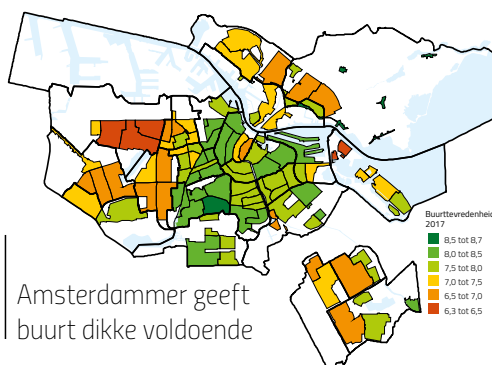 Buurttevredenheid
2017
8,5 tot 8,7
8,0 tot 8,5
7,5 tot 8,0
7,0 tot 7,5
6,5 tot 7,0
6,3 tot 6,5
Amsterdammer geeft
buurt dikke voldoende